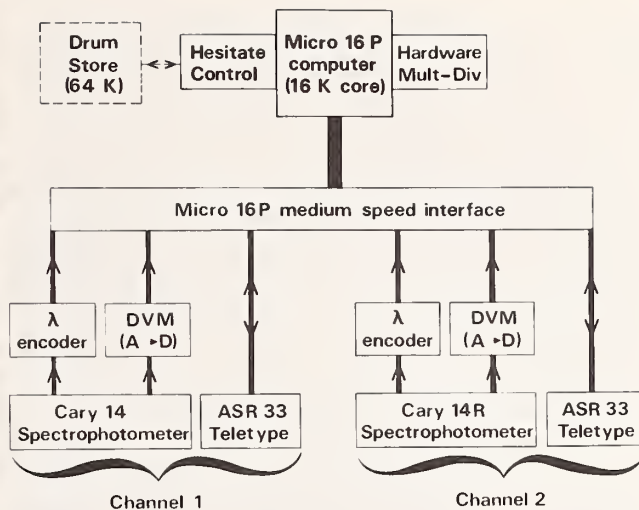 Drum
Store
(64 K)
Hesitate
Control
Micro 16 P
computer
(16 K core)
Hardware
Mult-Div
Micro 16P medium speed interface
λ
encoder
DVM
(A ➤D)
λ
encoder
DVM
(A ➤D)
Cary 14
Spectrophotometer
ASR 33
Teletype
Cary 14R
Spectrophotometer
ASR 33
Teletype
Channel 1
Channel 2